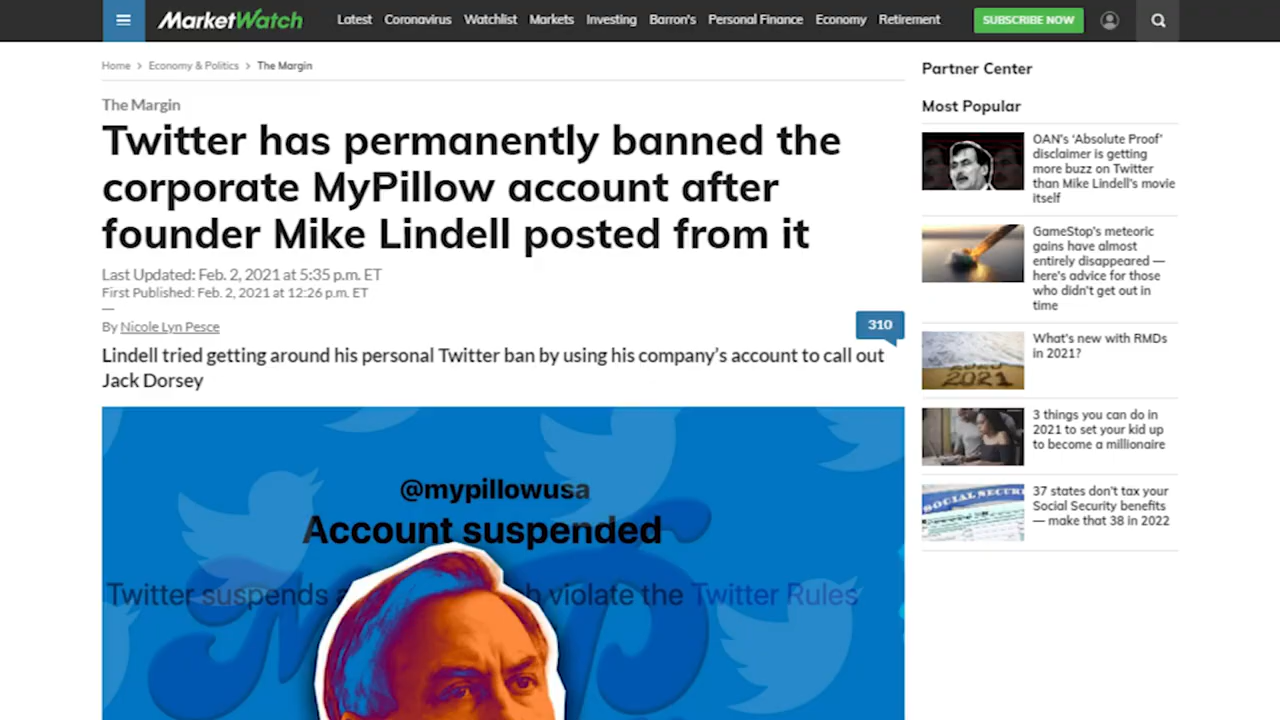 MarketWatch
Latest Coronavirus Watchlist Markets Investing Barron's Personal Finance Economy Retirement
SUBSCRIBE NOW
Home > Economy & Politics > The Margin
The Margin
Twitter has permanently banned the
corporate MyPillow account after
founder Mike Lindell posted from it
Last Updated: Feb. 2, 2021 at 5:35 p.m. ET
First Published: Feb. 2, 2021 at 12:26 p.m. ET
By Nicole Lyn Pesce
310
Lindell tried getting around his personal Twitter ban by using his company's account to call out
Jack Dorsey
@mypillowusa
Account suspended
Twitter suspends
violate the Twitter Rules
Partner Center
Most Popular
OAN's 'Absolute Proof'
disclaimer is getting
more buzz on Twitter
than Mike Lindell's movie
itself
GameStop's meteoric
gains have almost
entirely disappeared —
here's advice for those
who didn't get out in
time
What's new with RMDs
in 2021?
2021
3 things you can do in
2021 to set your kid up
to become a millionaire
SOCIAL SECURI
37 states don't tax your
Social Security benefits
— make that 38 in 2022